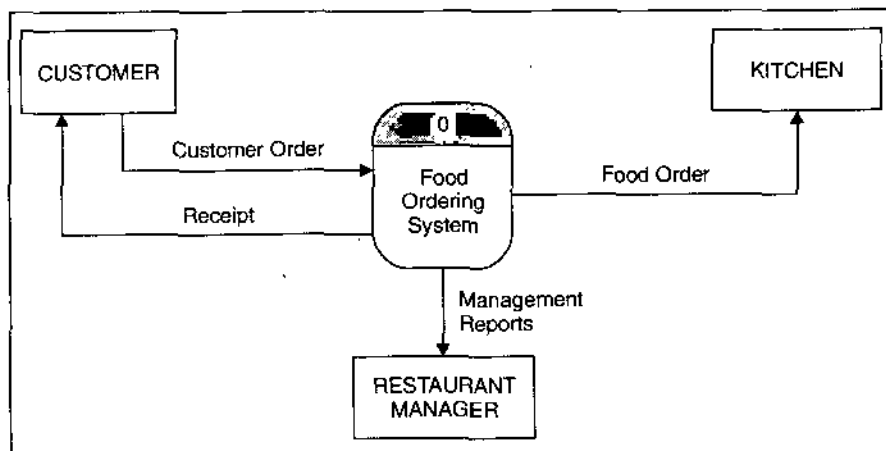 CUSTOMER
KITCHEN
0
Customer Order
Food Order
Food
Ordering
System
Receipt
Management
Reports
RESTAURANT
MANAGER